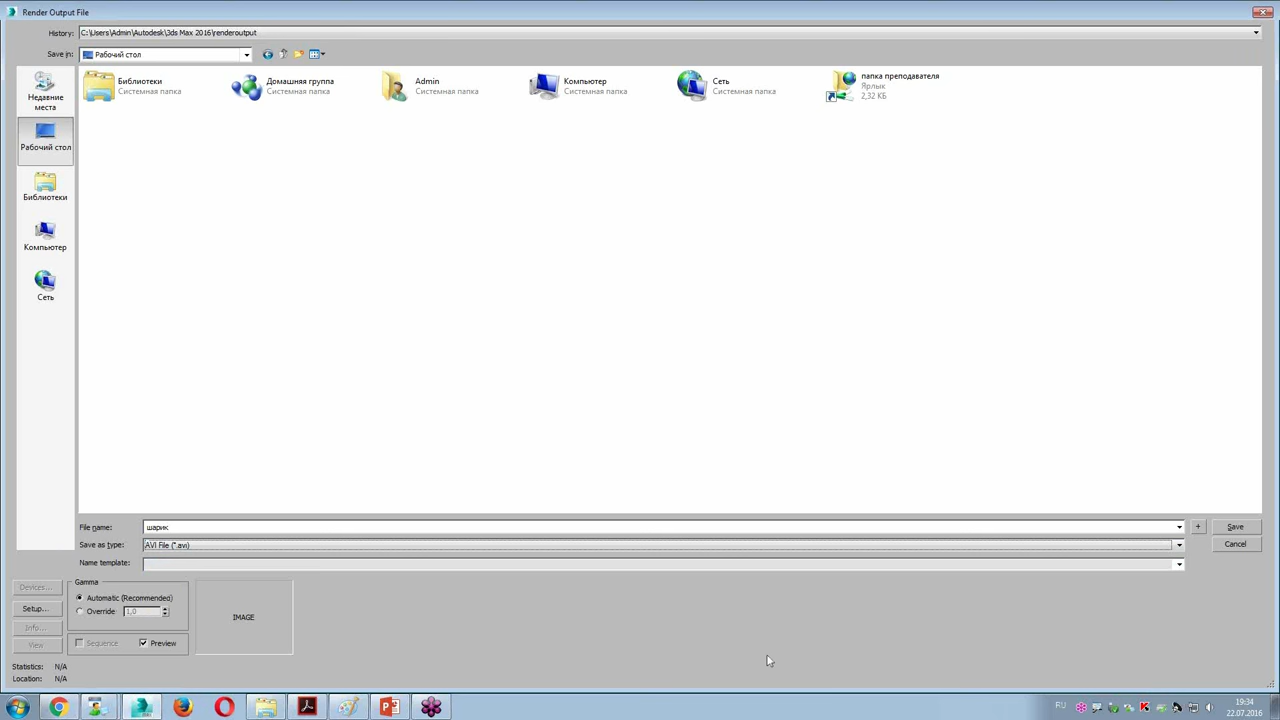 Render Output File
History: C:\Users\Admin\Autodesk\3ds Max 2016\renderoutput
Save in: Рабочий стол
Недавние места
Рабочий стол
Библиотеки
Компьютер
Сеть
Библиотеки
Системная папка
Домашняя группа
Системная папка
Admin
Системная папка
Компьютер
Системная папка
Сеть
Системная папка
папка преподавателя
Ярлык
2,32 КБ
File name: шарик
Save as type: AVI File (*.avi)
Name template:
+
Save
Cancel
Devices...
Setup...
Info...
View
Gamma
Automatic (Recommended)
Override 1,0
Sequence Preview
IMAGE
Statistics: N/A
Location: N/A
RU
19:34
22.07.2016